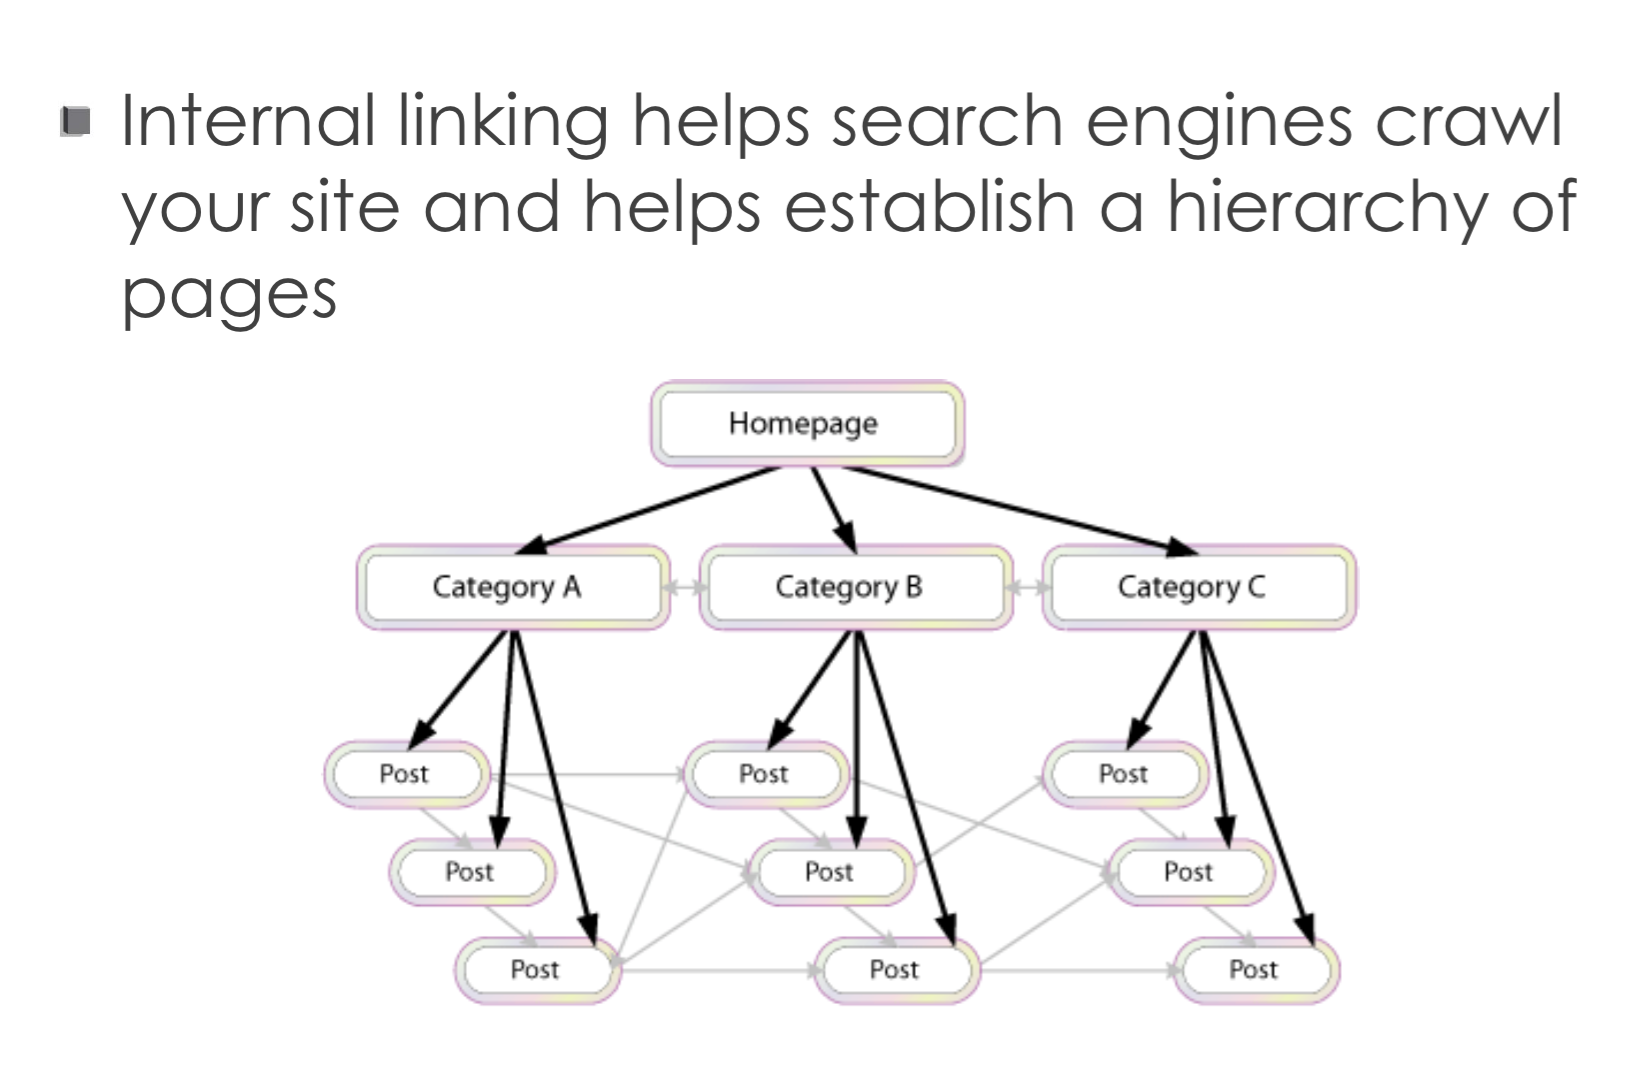 Internal linking helps search engines crawl
your site and helps establish a hierarchy of
pages
Homepage
Category A
Category B
Category C
Post
Post
Post
Post
Post
Post
Post
Post
Post